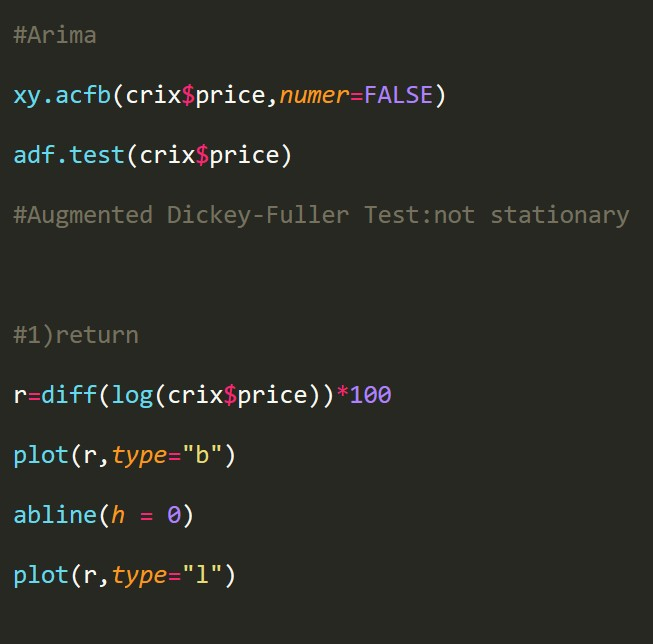 #Arima
xy.acfb(crix$price,numer=FALSE)
adf.test(crix$price)
#Augmented Dickey-Fuller Test:not stationary
#1)return
r=diff(log(crix$price))*100
plot(r,type="b")
abline(h = 0)
plot(r,type="l")